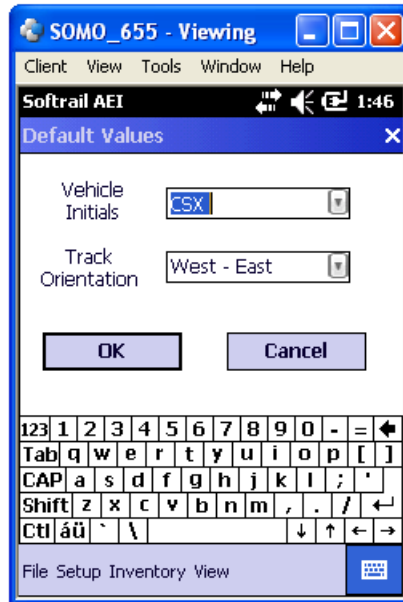 SOMO_655 - Viewing
Client View Tools Window Help
Softrail AEI 1:46
Default Values
Vehicle Initials CSX
Track Orientation West - East
OK Cancel
123 1 2 3 4 5 6 7 8 9 0 - =
Tab q w e r t y u i o p [ ]
CAP a s d f g h j k l ; '
Shift z x c v b n m , . /
Ctl áü ` \
File Setup Inventory View